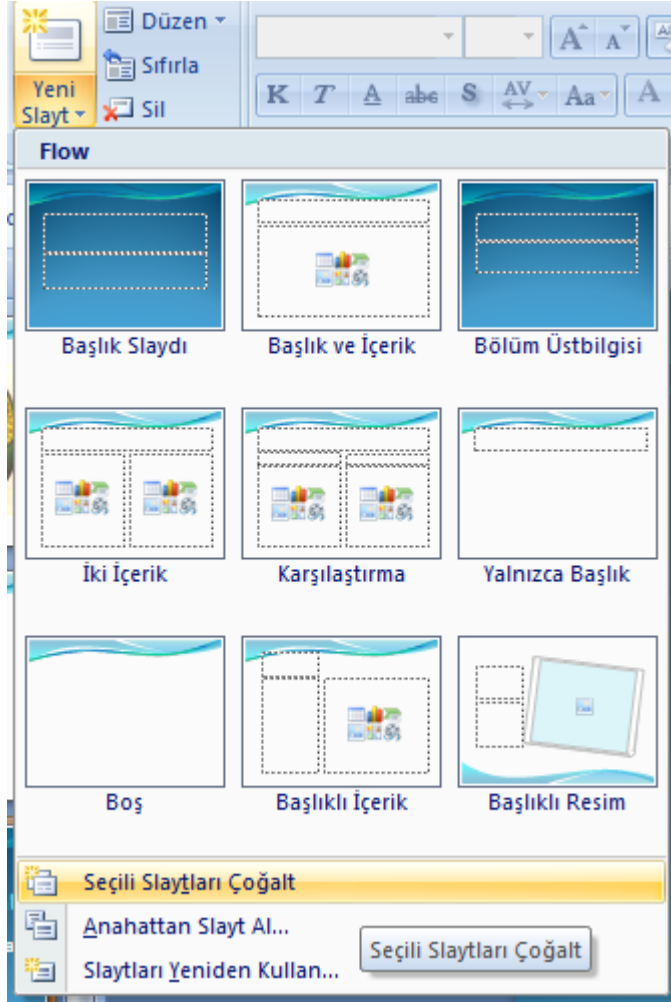 Düzen
Sıfırla
Yeni Slayt
Sil
K T A abc S AV Aa A
A A
Flow
Başlık Slaydı
Başlık ve İçerik
Bölüm Üstbilgisi
İki İçerik
Karşılaştırma
Yalnızca Başlık
Boş
Başlıklı İçerik
Başlıklı Resim
Seçili Slaytları Çoğalt
Anahattan Slayt Al...
Seçili Slaytları Çoğalt
Slaytları Yeniden Kullan...